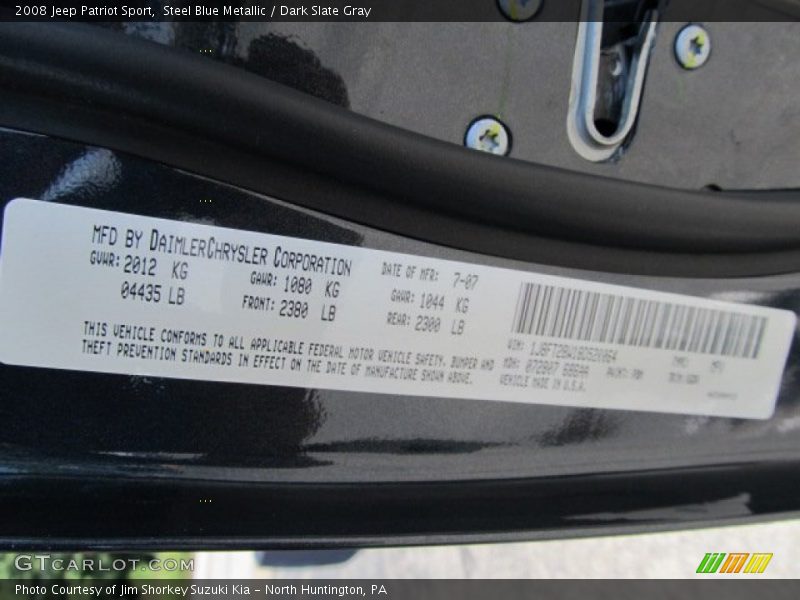 2008 Jeep Patriot Sport,  Steel Blue Metallic / Dark Slate Gray
MFD BY DAIMLERCHRYSLER CORPORATION
GVWR: 2012 KG
04435 LB
GAWR: 1080 KG
FRONT: 2380 LB
DATE OF MFR: 7-07
GAWR: 1044 KG
REAR: 2300 LB
THIS VEHICLE CONFORMS TO ALL APPLICABLE FEDERAL MOTOR VEHICLE SAFETY, BUMPER AND
THEFT PREVENTION STANDARDS IN EFFECT ON THE DATE OF MANUFACTURE SHOWN ABOVE.
VIN:
MDH:
VEHICLE MADE IN U.S.A.
GTCARLOT.COM
Photo Courtesy of Jim Shorkey Suzuki Kia – North Huntington, PA